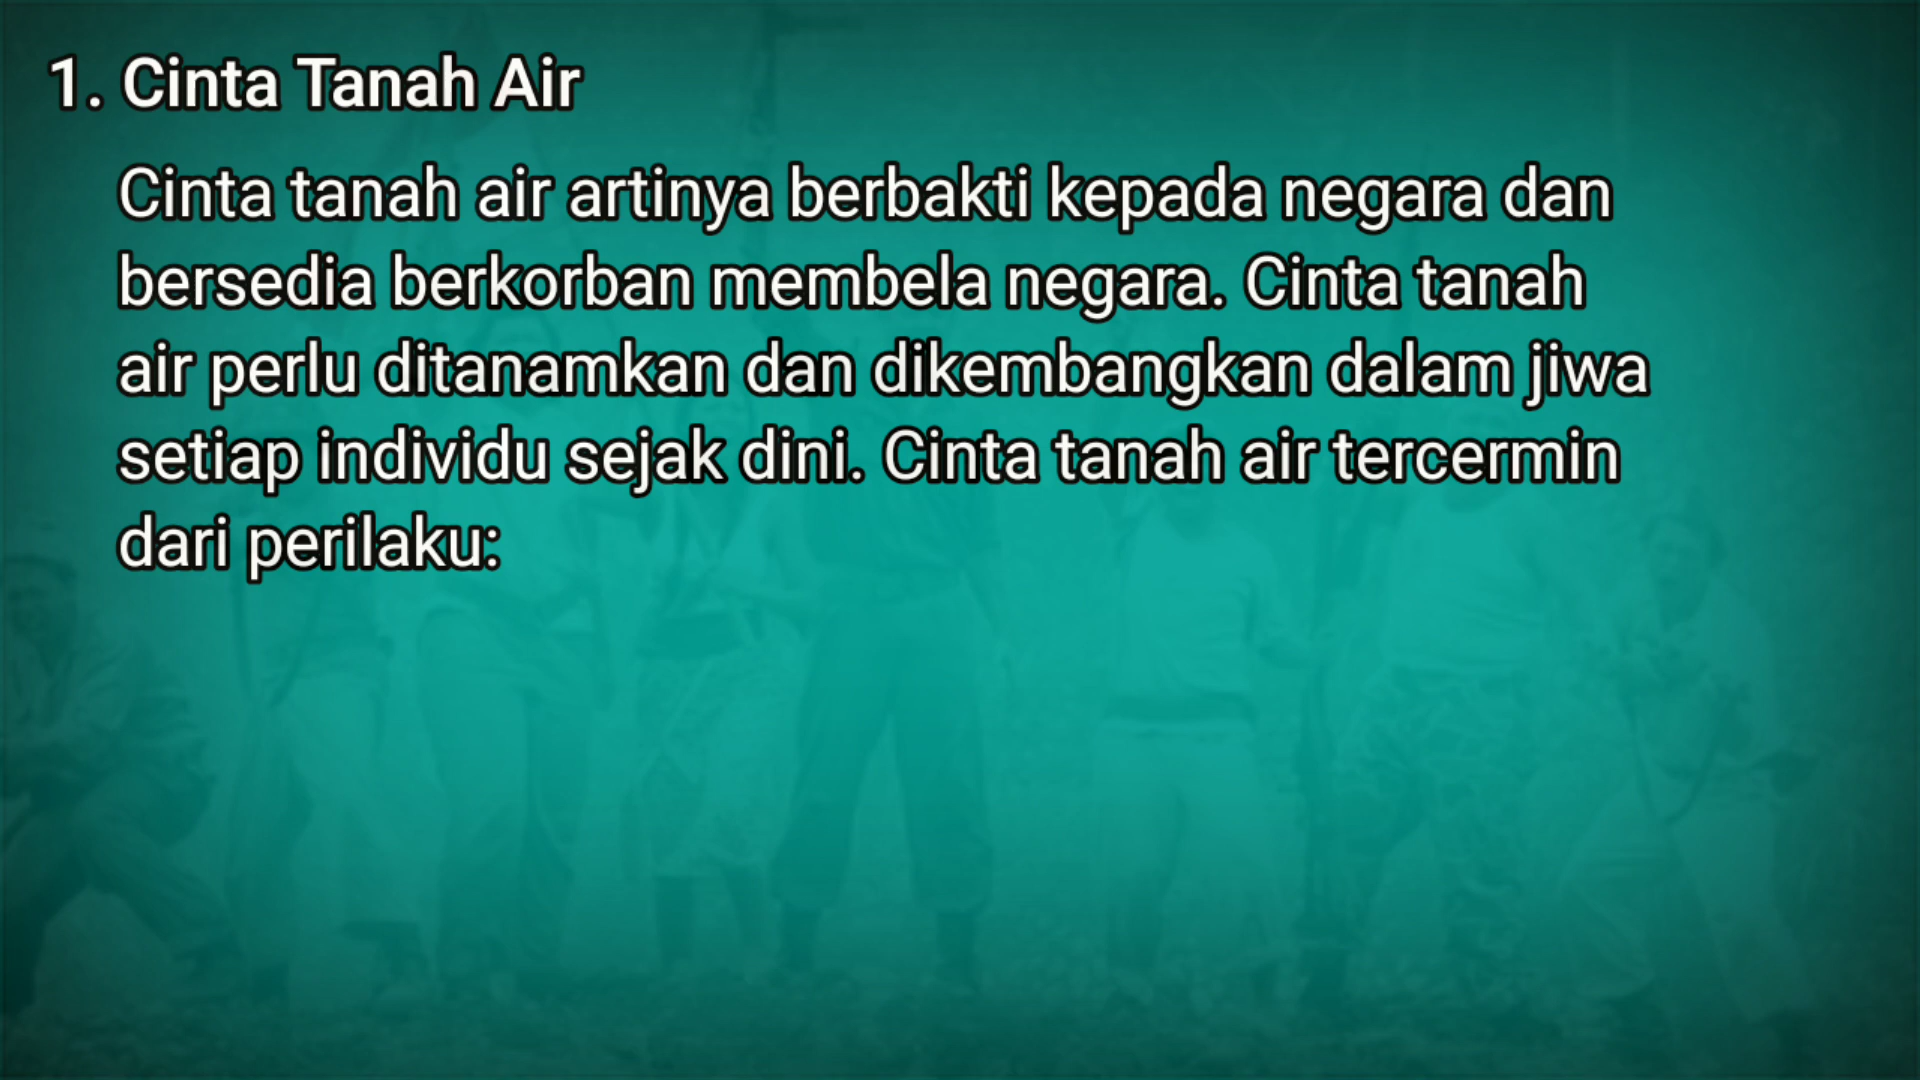 1. Cinta Tanah Air
Cinta tanah air artinya berbakti kepada negara dan
bersedia berkorban membela negara. Cinta tanah
air perlu ditanamkan dan dikembangkan dalam jiwa
setiap individu sejak dini. Cinta tanah air tercermin
dari perilaku: